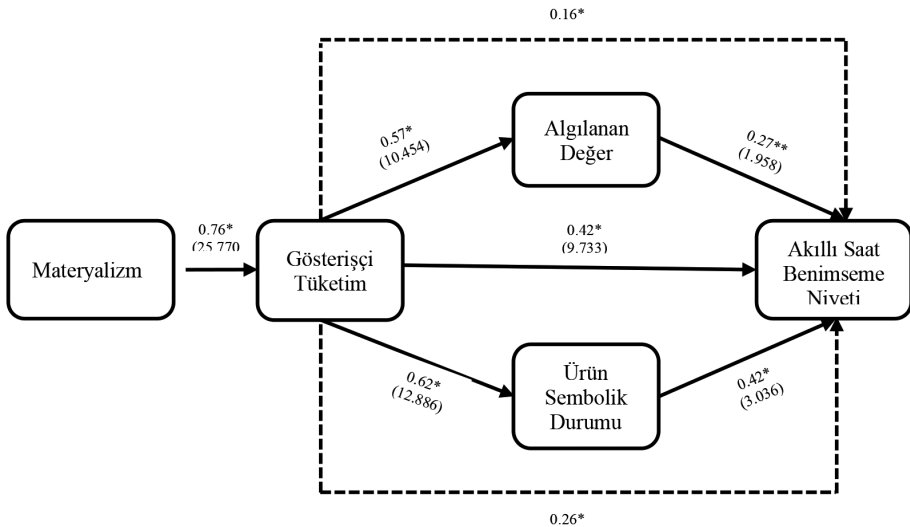 0.16*
0.57*
(10.454)
Algılanan
Değer
0.27**
(1.958)
Materyalizm
0.76*
(25.770
Gösterişçi
Tüketim
0.42*
(9.733)
Akıllı Saat
Benimseme
Niyeti
0.62*
(12.886)
Ürün
Sembolik
Durumu
0.42*
(3.036)
0.26*